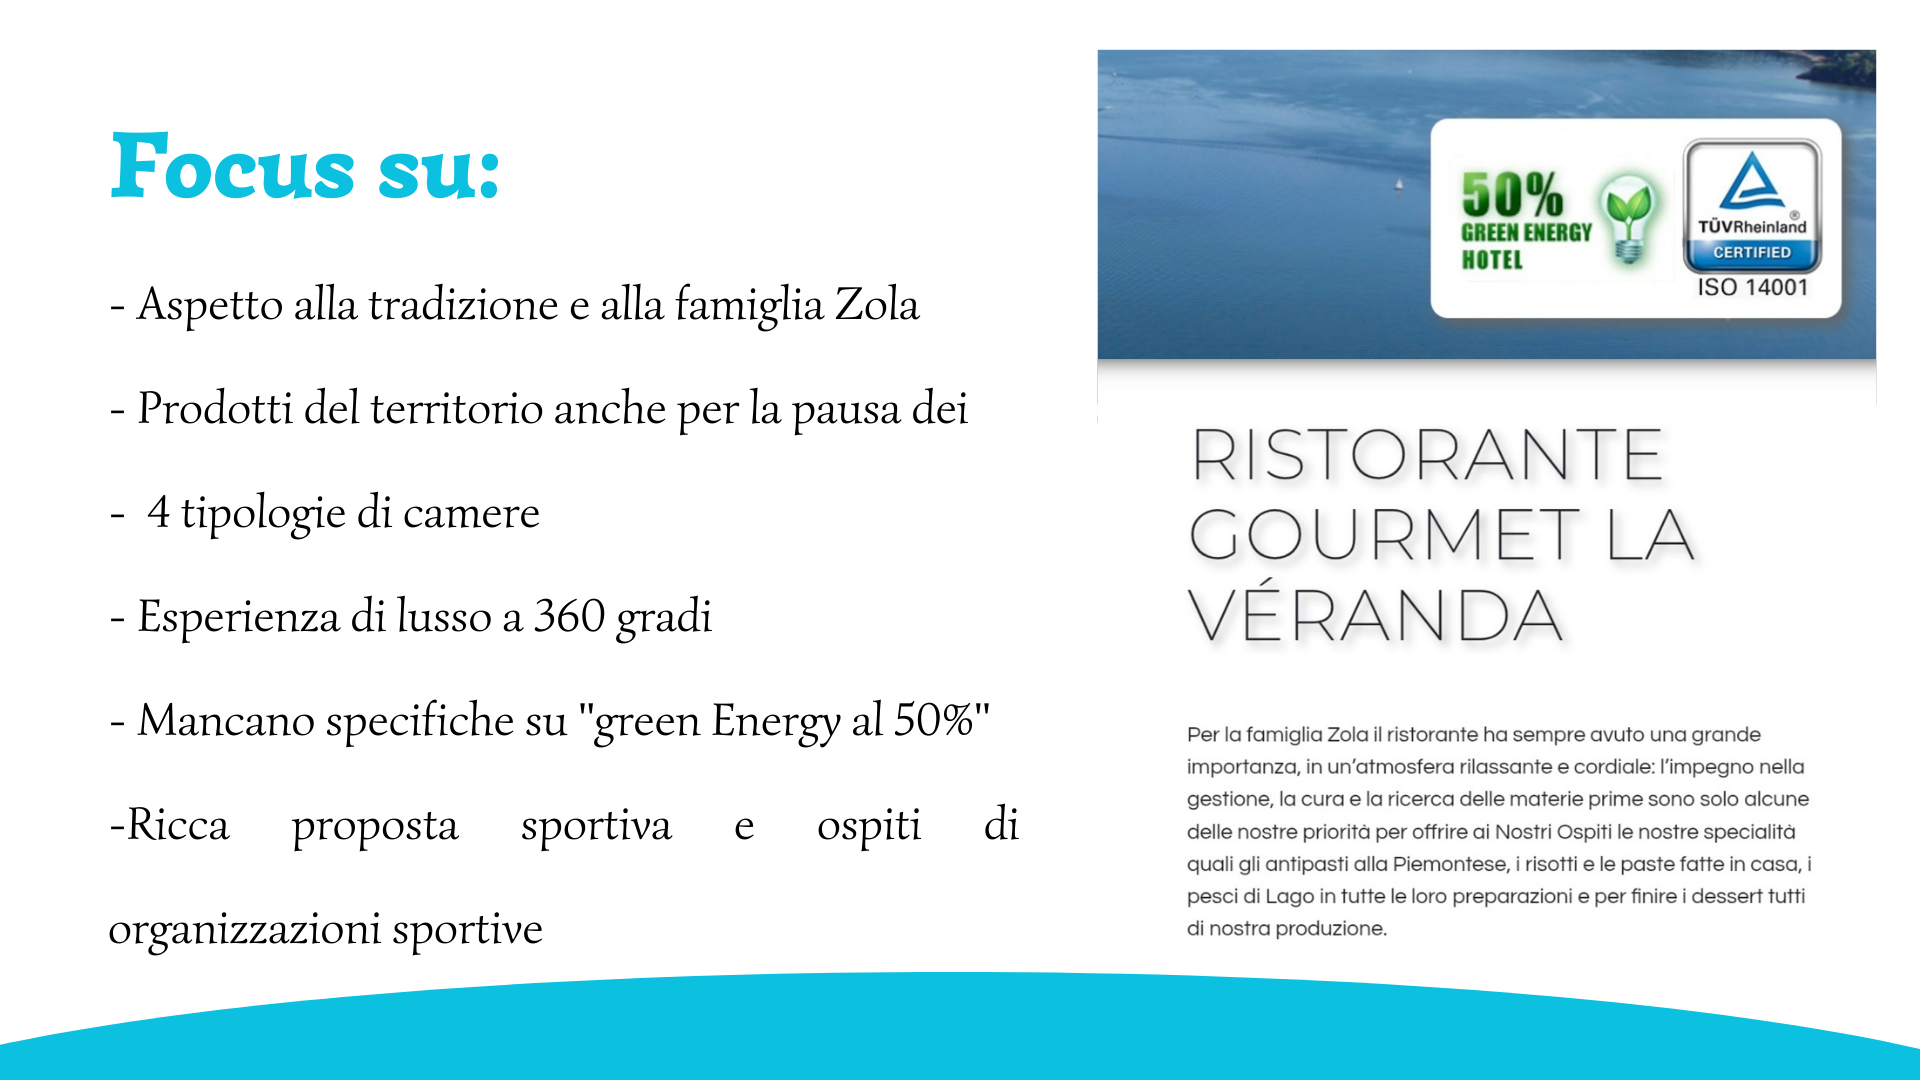 Focus su:
- Aspetto alla tradizione e alla famiglia Zola
- Prodotti del territorio anche per la pausa dei
-  4 tipologie di camere
- Esperienza di lusso a 360 gradi
- Mancano specifiche su "green Energy al 50%"
-Ricca proposta sportiva e ospiti di
organizzazioni sportive
50%
GREEN ENERGY
HOTEL
®
TÜVRheinland
CERTIFIED
ISO 14001
RISTORANTE
GOURMET LA
VÉRANDA
Per la famiglia Zola il ristorante ha sempre avuto una grande
importanza, in un’atmosfera rilassante e cordiale: l’impegno nella
gestione, la cura e la ricerca delle materie prime sono solo alcune
delle nostre priorità per offrire ai Nostri Ospiti le nostre specialità
quali gli antipasti alla Piemontese, i risotti e le paste fatte in casa, i
pesci di Lago in tutte le loro preparazioni e per finire i dessert tutti
di nostra produzione.